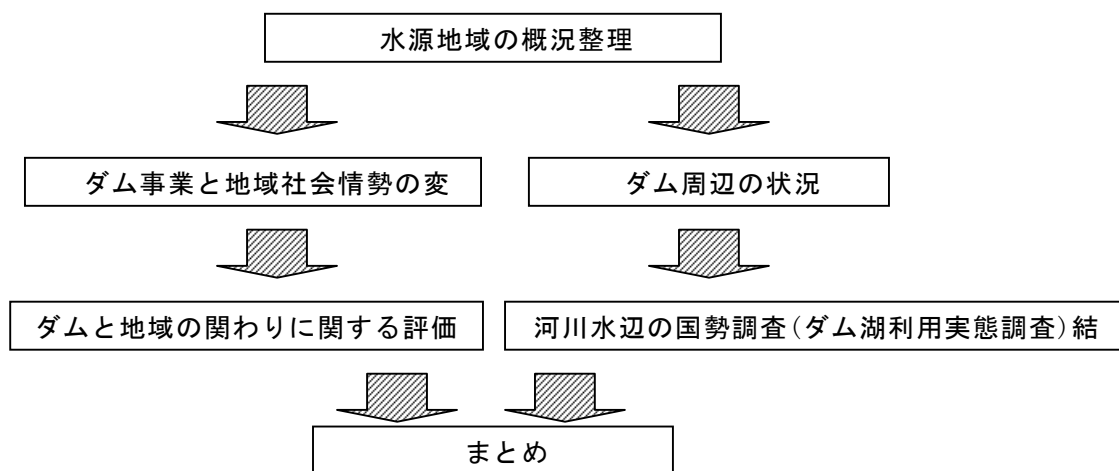 水源地域の概況整理
ダム事業と地域社会情勢の変
ダム周辺の状況
ダムと地域の関わりに関する評価
河川水辺の国勢調査(ダム湖利用実態調査)結
まとめ